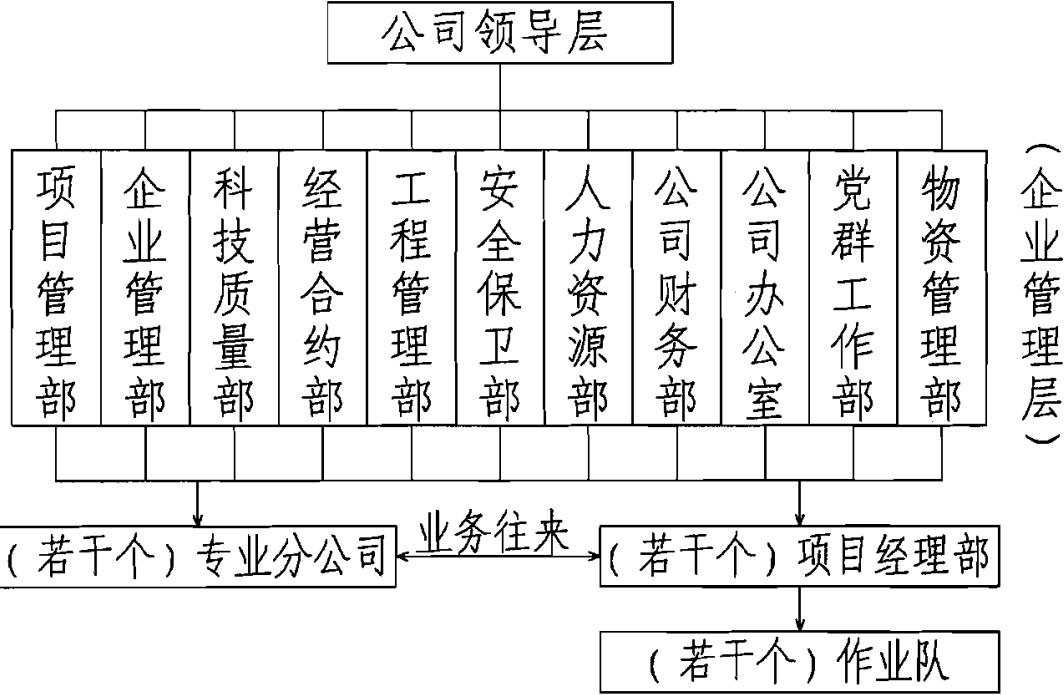 公司领导层
项目管理部
企业管理部
科技质量部
经营合约部
工程管理部
安全保卫部
人力资源部
公司财务部
公司办公室
党群工作部
物资管理部
（企业管理层）
（若干个）专业分公司
业务往来
（若干个）项目经理部
（若干个）作业队